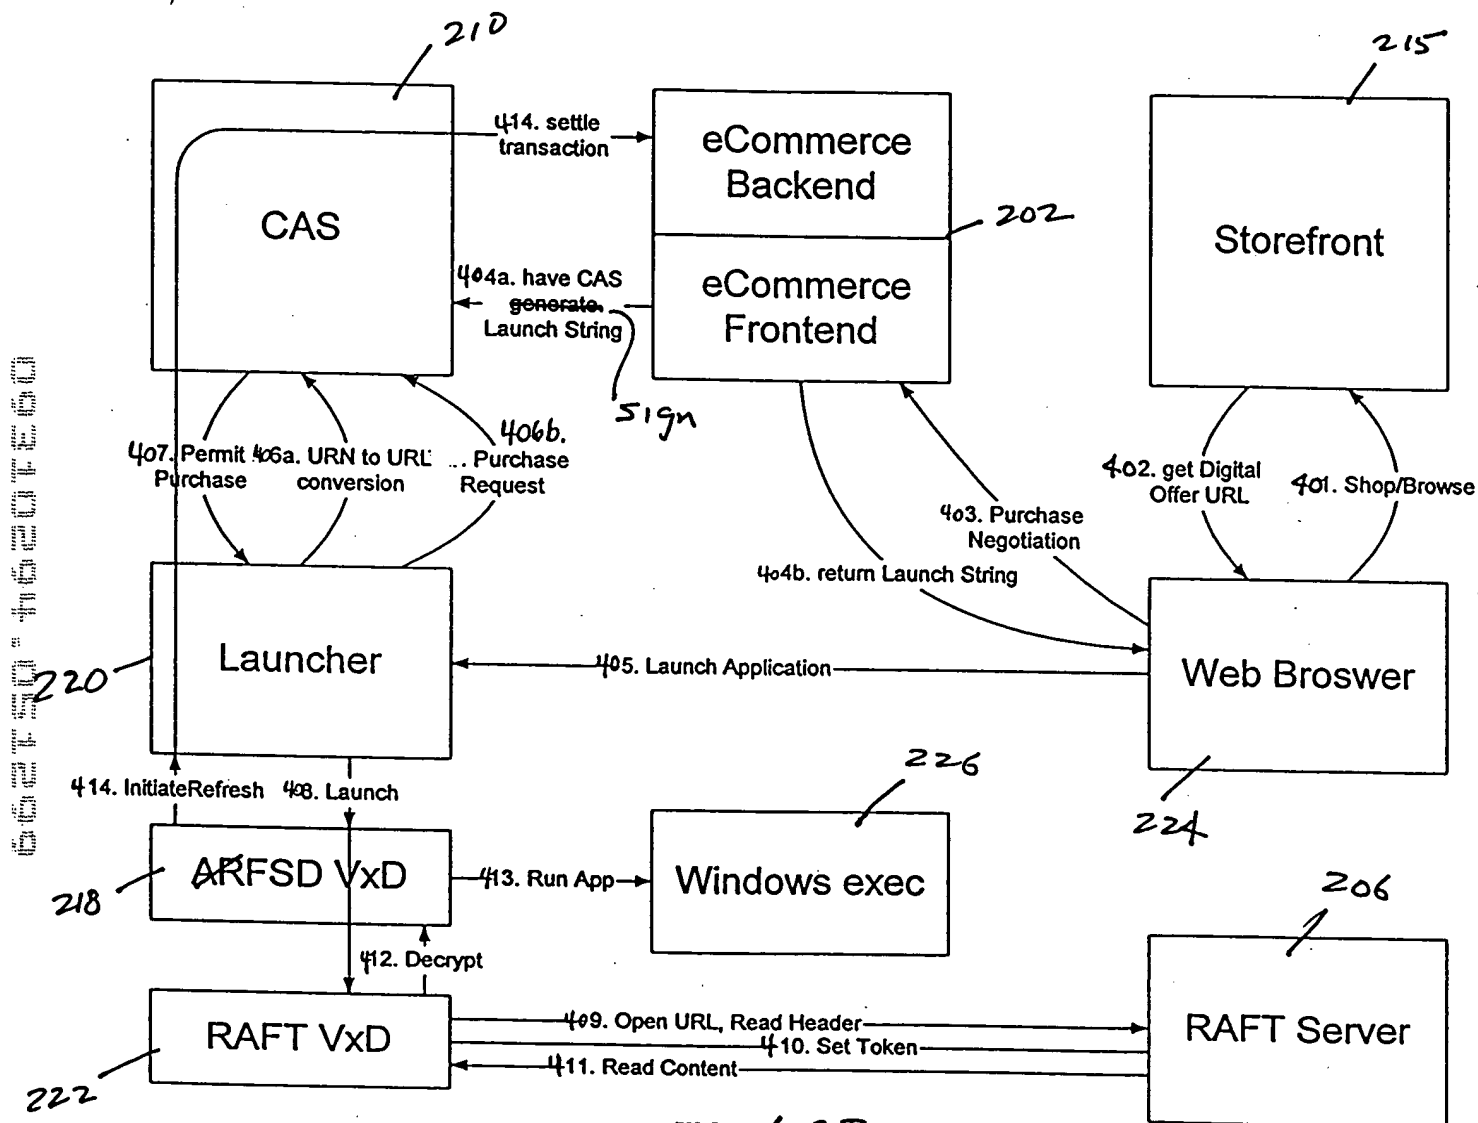 210
215
414. settle
transaction
eCommerce
Backend
202
CAS
Storefront
404a. have CAS
generate
Launch String
eCommerce
Frontend
sign
407. Permit
Purchase
406a. URN to URL
conversion
406b.
... Purchase
Request
402. get Digital
Offer URL
401. Shop/Browse
403. Purchase
Negotiation
404b. return Launch String
Launcher
220
405. Launch Application
Web Broswer
224
414. InitiateRefresh
408. Launch
226
ARFSD VxD
218
413. Run App
Windows exec
206
412. Decrypt
RAFT VxD
222
409. Open URL, Read Header
410. Set Token
411. Read Content
RAFT Server
09310294.051299